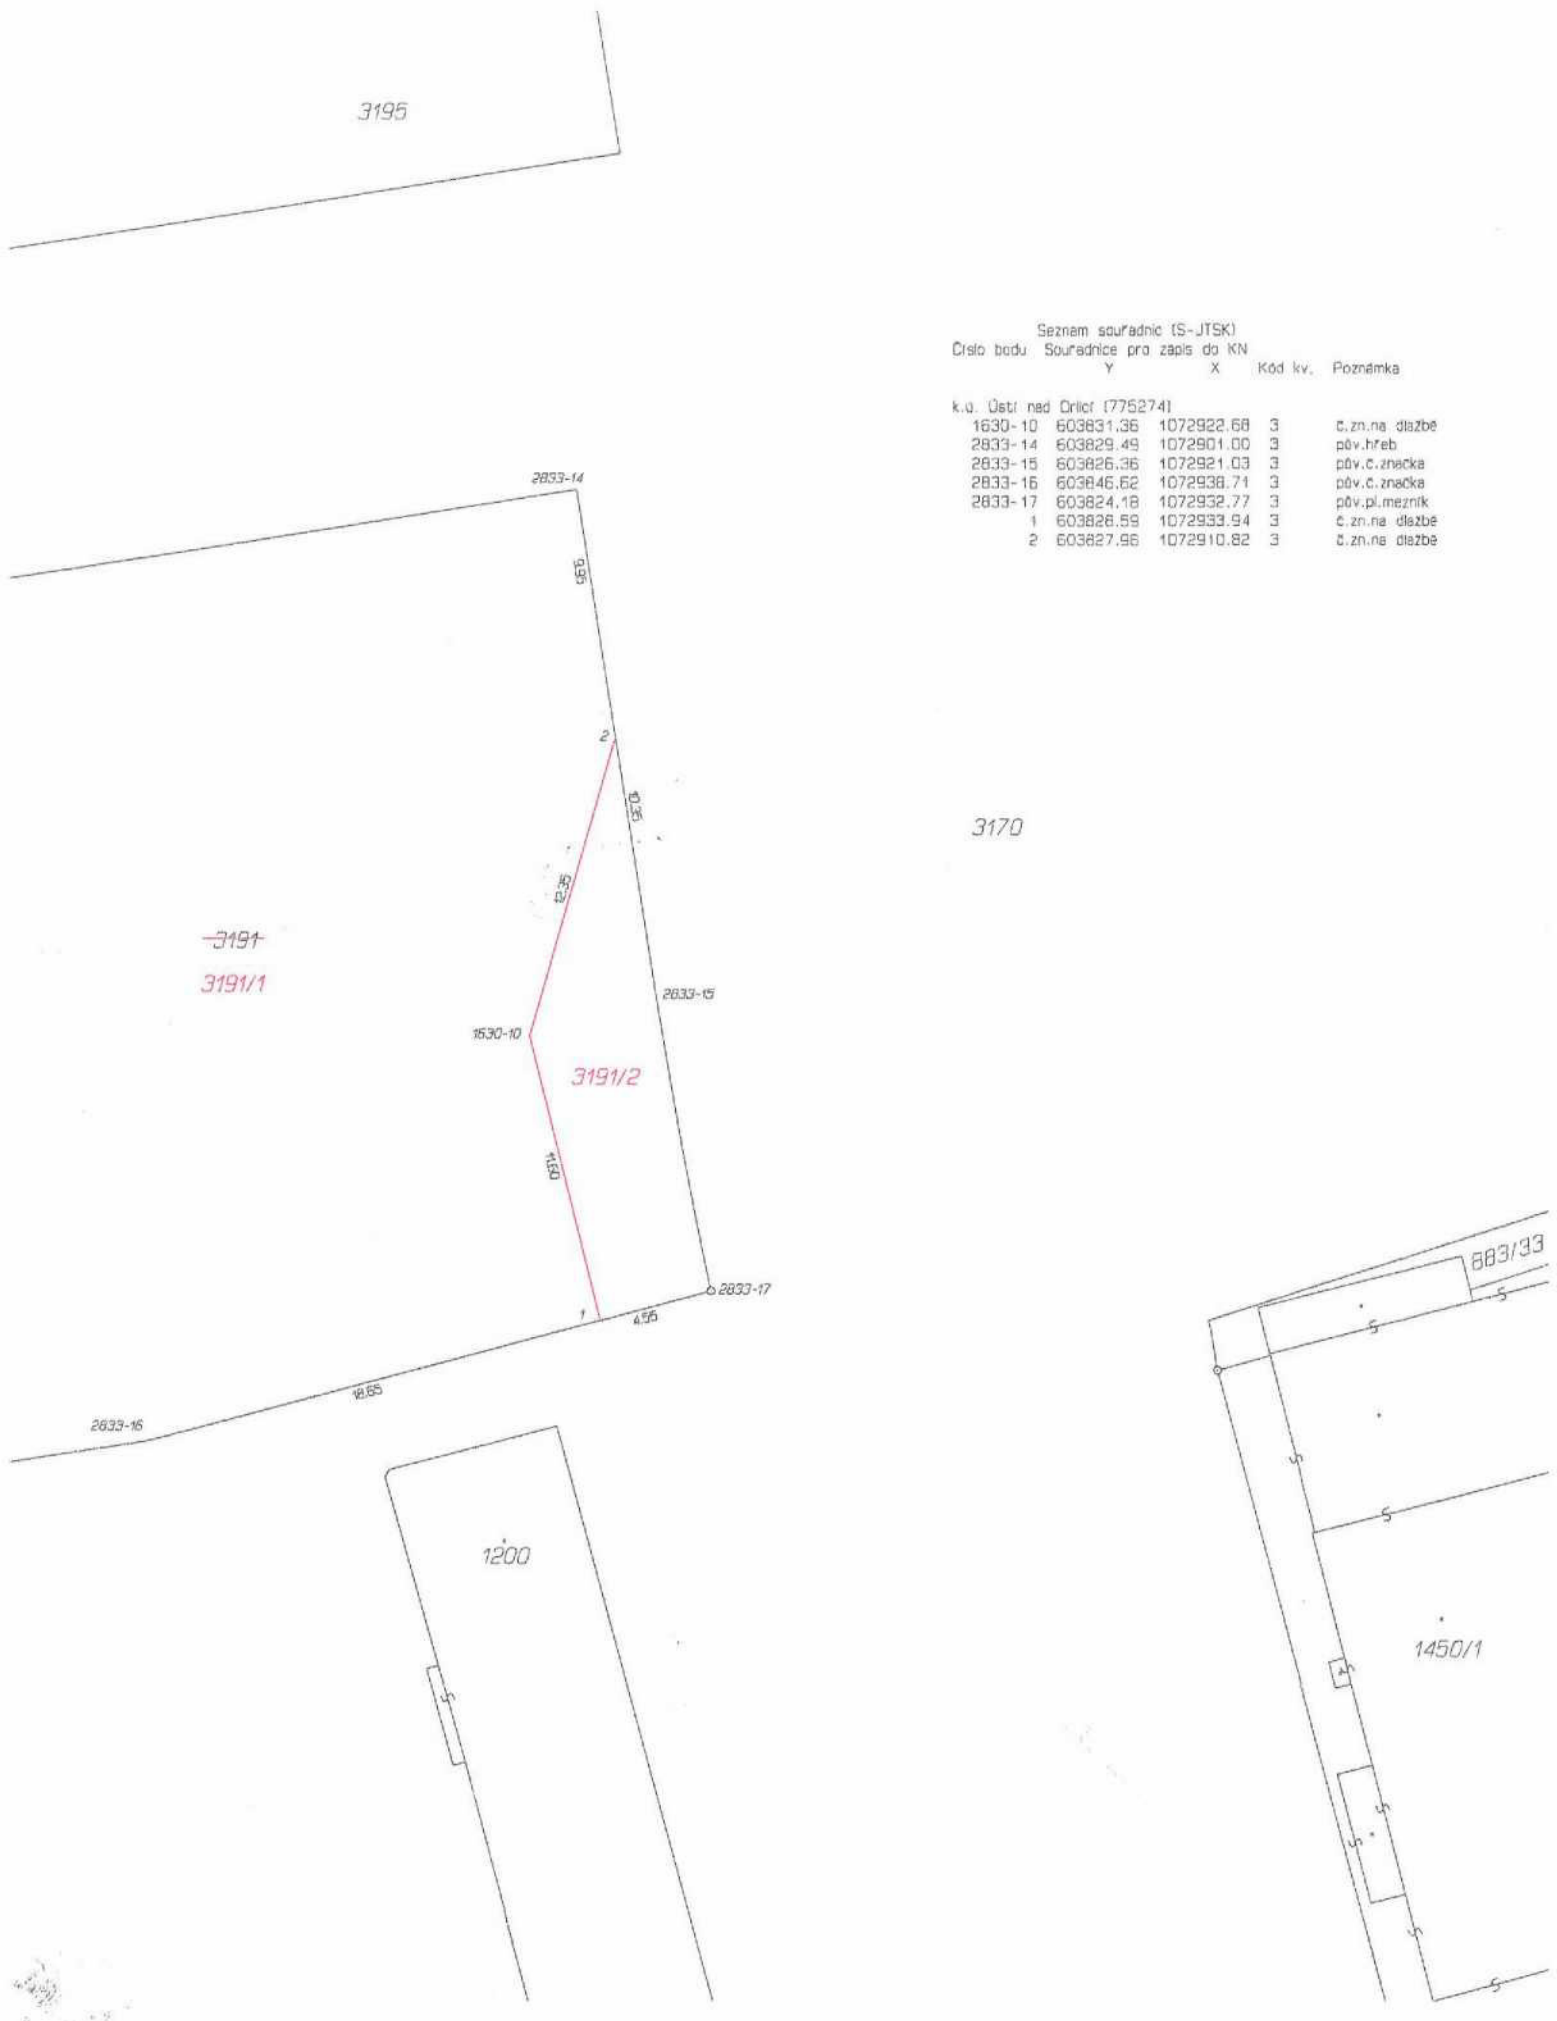 3195
Seznam souřadnic (S-JTSK)
Číslo bodu Souřadnice pro zápis do KN
Y X Kód kv. Poznámka
k.ú. Ústí nad Orlicí [775274]
1630-10 603831.36 1072922.68 3 č.zn.na dlažbě
2833-14 603829.49 1072901.00 3 pův.hřeb
2833-15 603826.36 1072921.03 3 pův.č.značka
2833-16 603846.62 1072938.71 3 pův.č.značka
2833-17 603824.18 1072932.77 3 pův.pl.mezník
1 603828.59 1072933.94 3 č.zn.na dlažbě
2 603827.96 1072910.82 3 č.zn.na dlažbě
2833-14
9.95
2
10.35
3170
12.35
3191
3191/1
2833-15
1630-10
3191/2
11.60
883/33
2833-17
1
4.55
18.65
2833-16
1200
1450/1